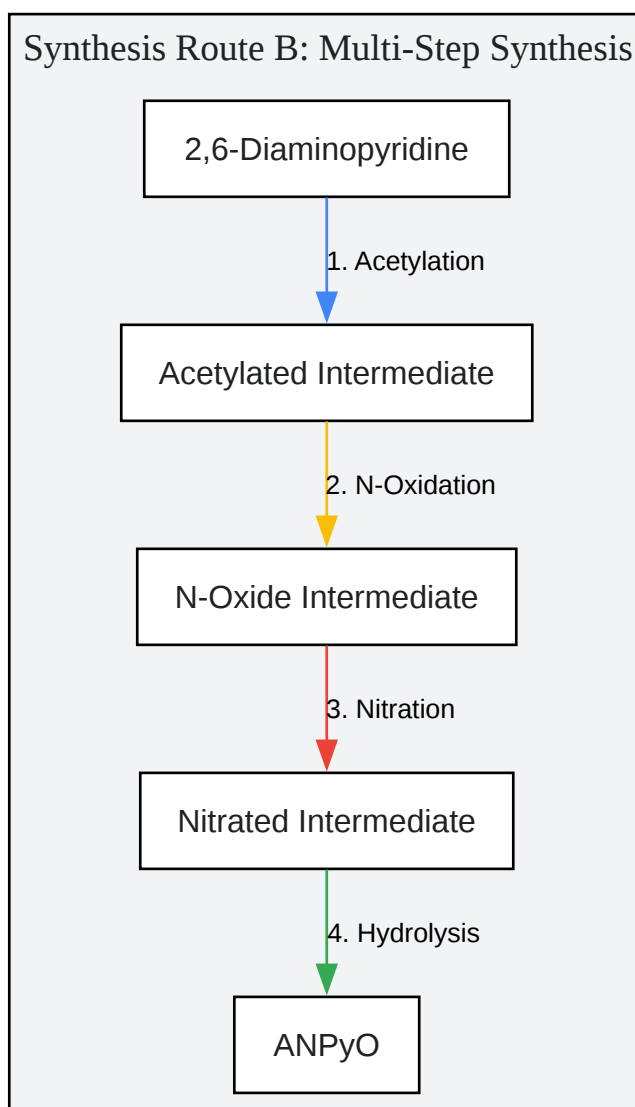 Synthesis Route B: Multi-Step Synthesis
2,6-Diaminopyridine
1. Acetylation
Acetylated Intermediate
2. N-Oxidation
N-Oxide Intermediate
3. Nitration
Nitrated Intermediate
4. Hydrolysis
ANPyO